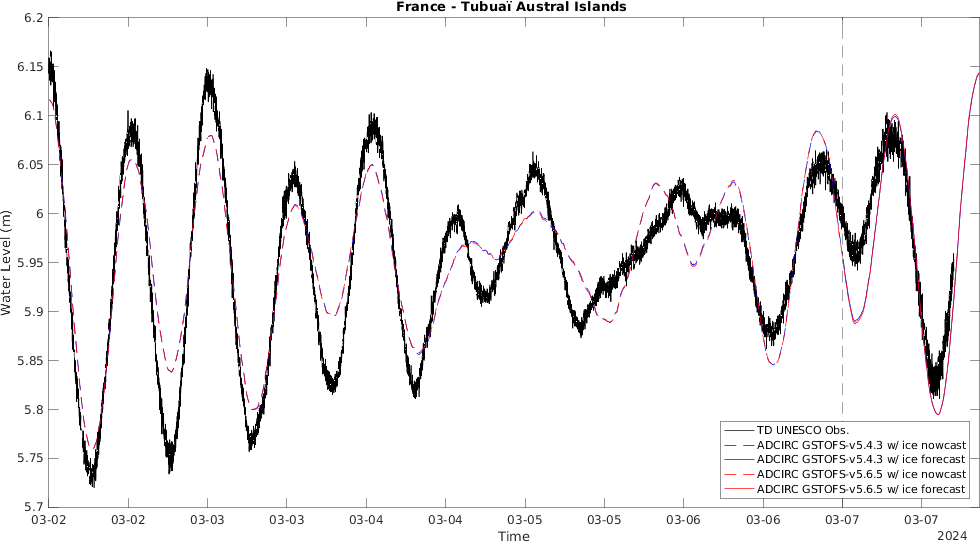 France - Tubuaï Austral Islands
6.2
6.15
6.1
6.05
6
5.95
5.9
5.85
5.8
5.75
5.7
Water Level (m)
TD UNESCO Obs.
ADCIRC GSTOFS-v5.4.3 w/ ice nowcast
ADCIRC GSTOFS-v5.4.3 w/ ice forecast
ADCIRC GSTOFS-v5.6.5 w/ ice nowcast
ADCIRC GSTOFS-v5.6.5 w/ ice forecast
03-02 03-02 03-03 03-03 03-04 03-04 03-05 03-05 03-06 03-06 03-07 03-07
Time
2024